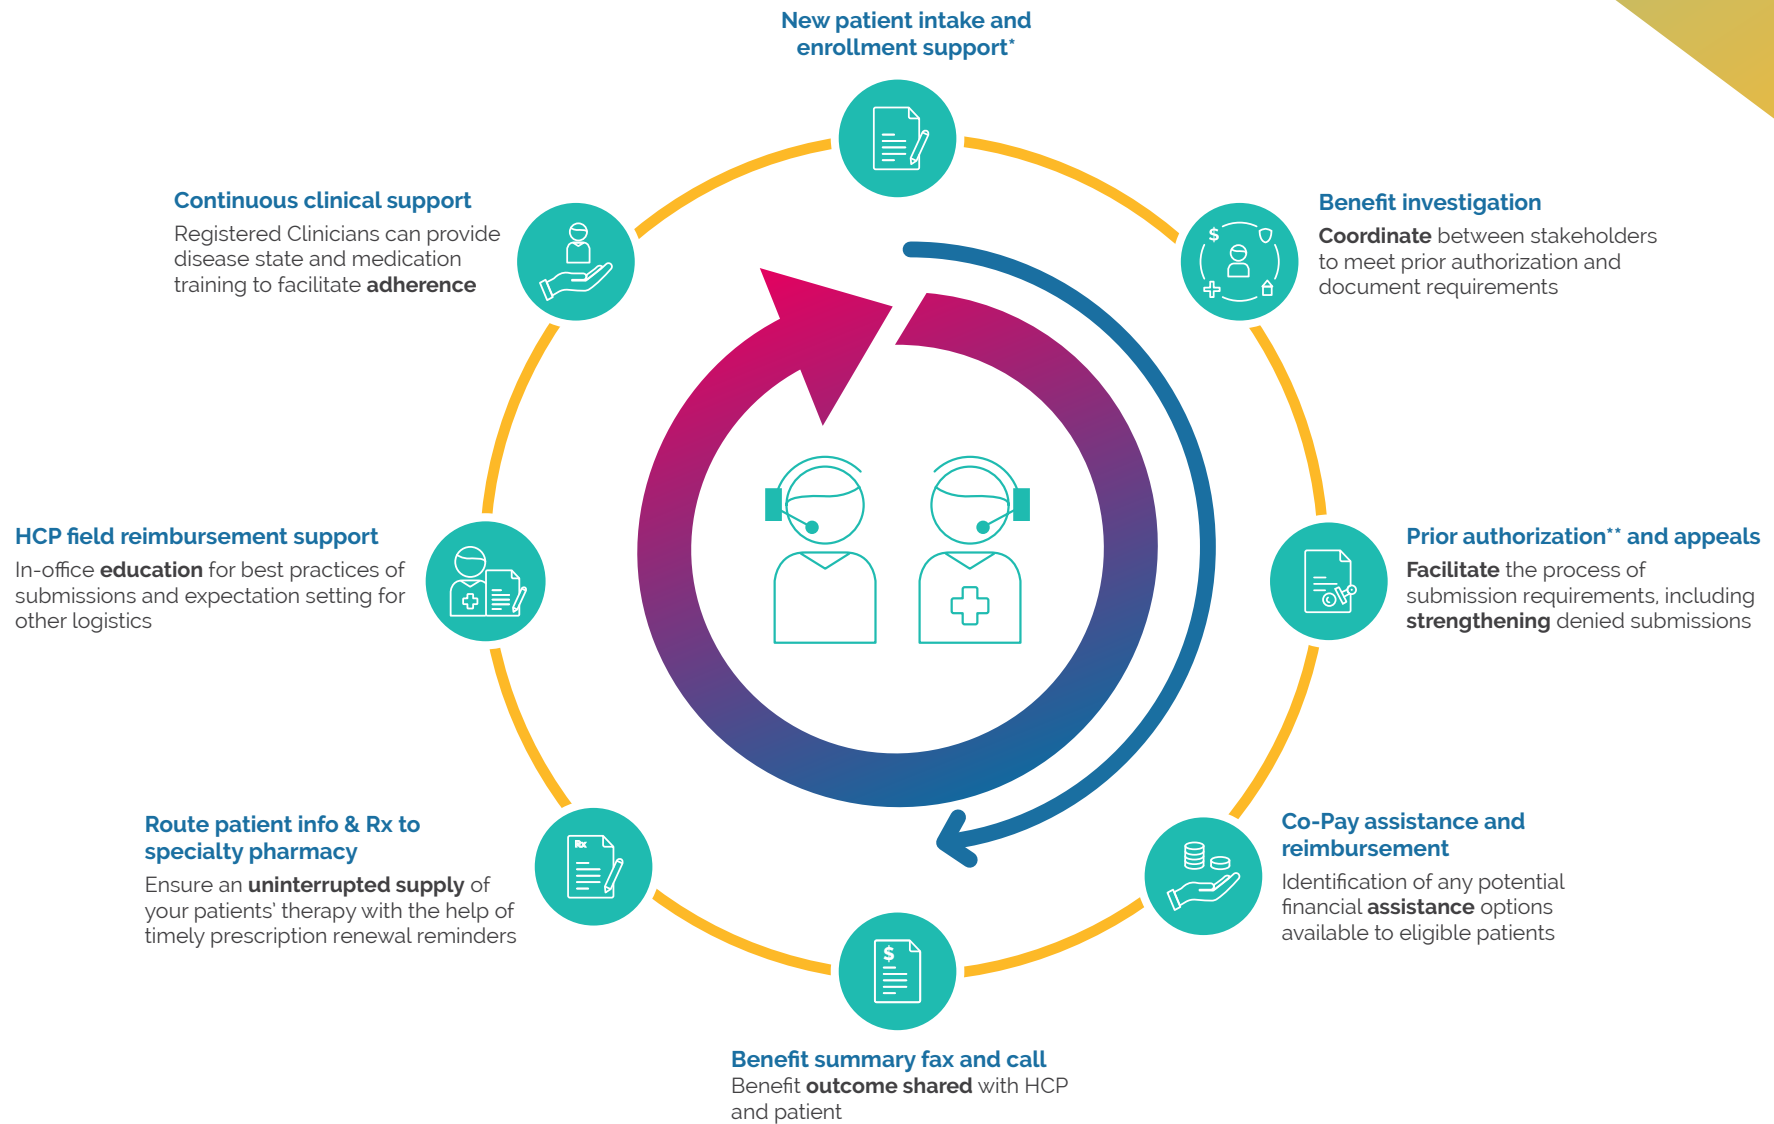 New patient intake and
enrollment support*
Benefit investigation
Coordinate between stakeholders
to meet prior authorization and
document requirements
Prior authorization** and appeals
Facilitate the process of
submission requirements, including
strengthening denied submissions
Co-Pay assistance and
reimbursement
Identification of any potential
financial assistance options
available to eligible patients
Benefit summary fax and call
Benefit outcome shared with HCP
and patient
Route patient info & Rx to
specialty pharmacy
Ensure an uninterrupted supply of
your patients' therapy with the help of
timely prescription renewal reminders
HCP field reimbursement support
In-office education for best practices of
submissions and expectation setting for
other logistics
Continuous clinical support
Registered Clinicians can provide
disease state and medication
training to facilitate adherence
$
$
Rx